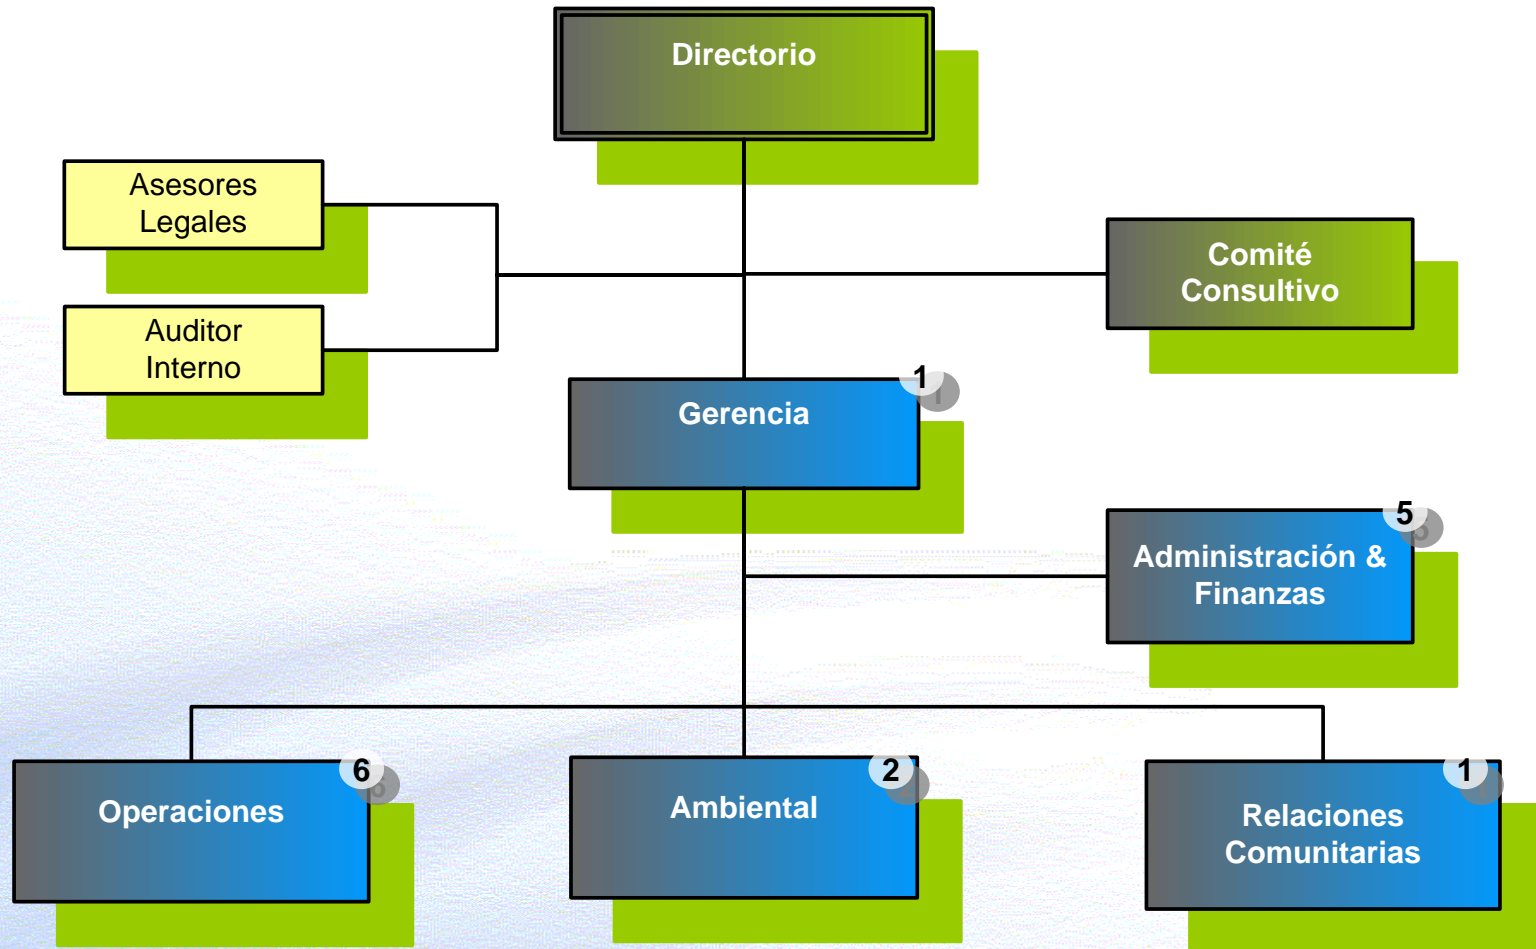 Directorio
Asesores
Legales
Comité
Consultivo
Auditor
Interno
1
Gerencia
5
Administración &
Finanzas
6
Operaciones
2
Ambiental
1
Relaciones
Comunitarias